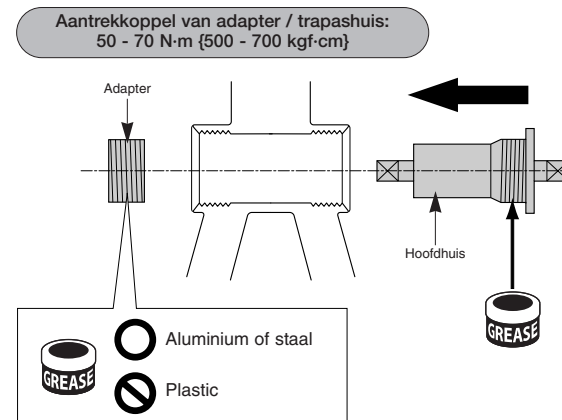 Aantrekkoppel van adapter / trapashuis:
50 - 70 N·m {500 - 700 kgf·cm}
Adapter
Hoofdhuis
GREASE
GREASE
Aluminium of staal
Plastic